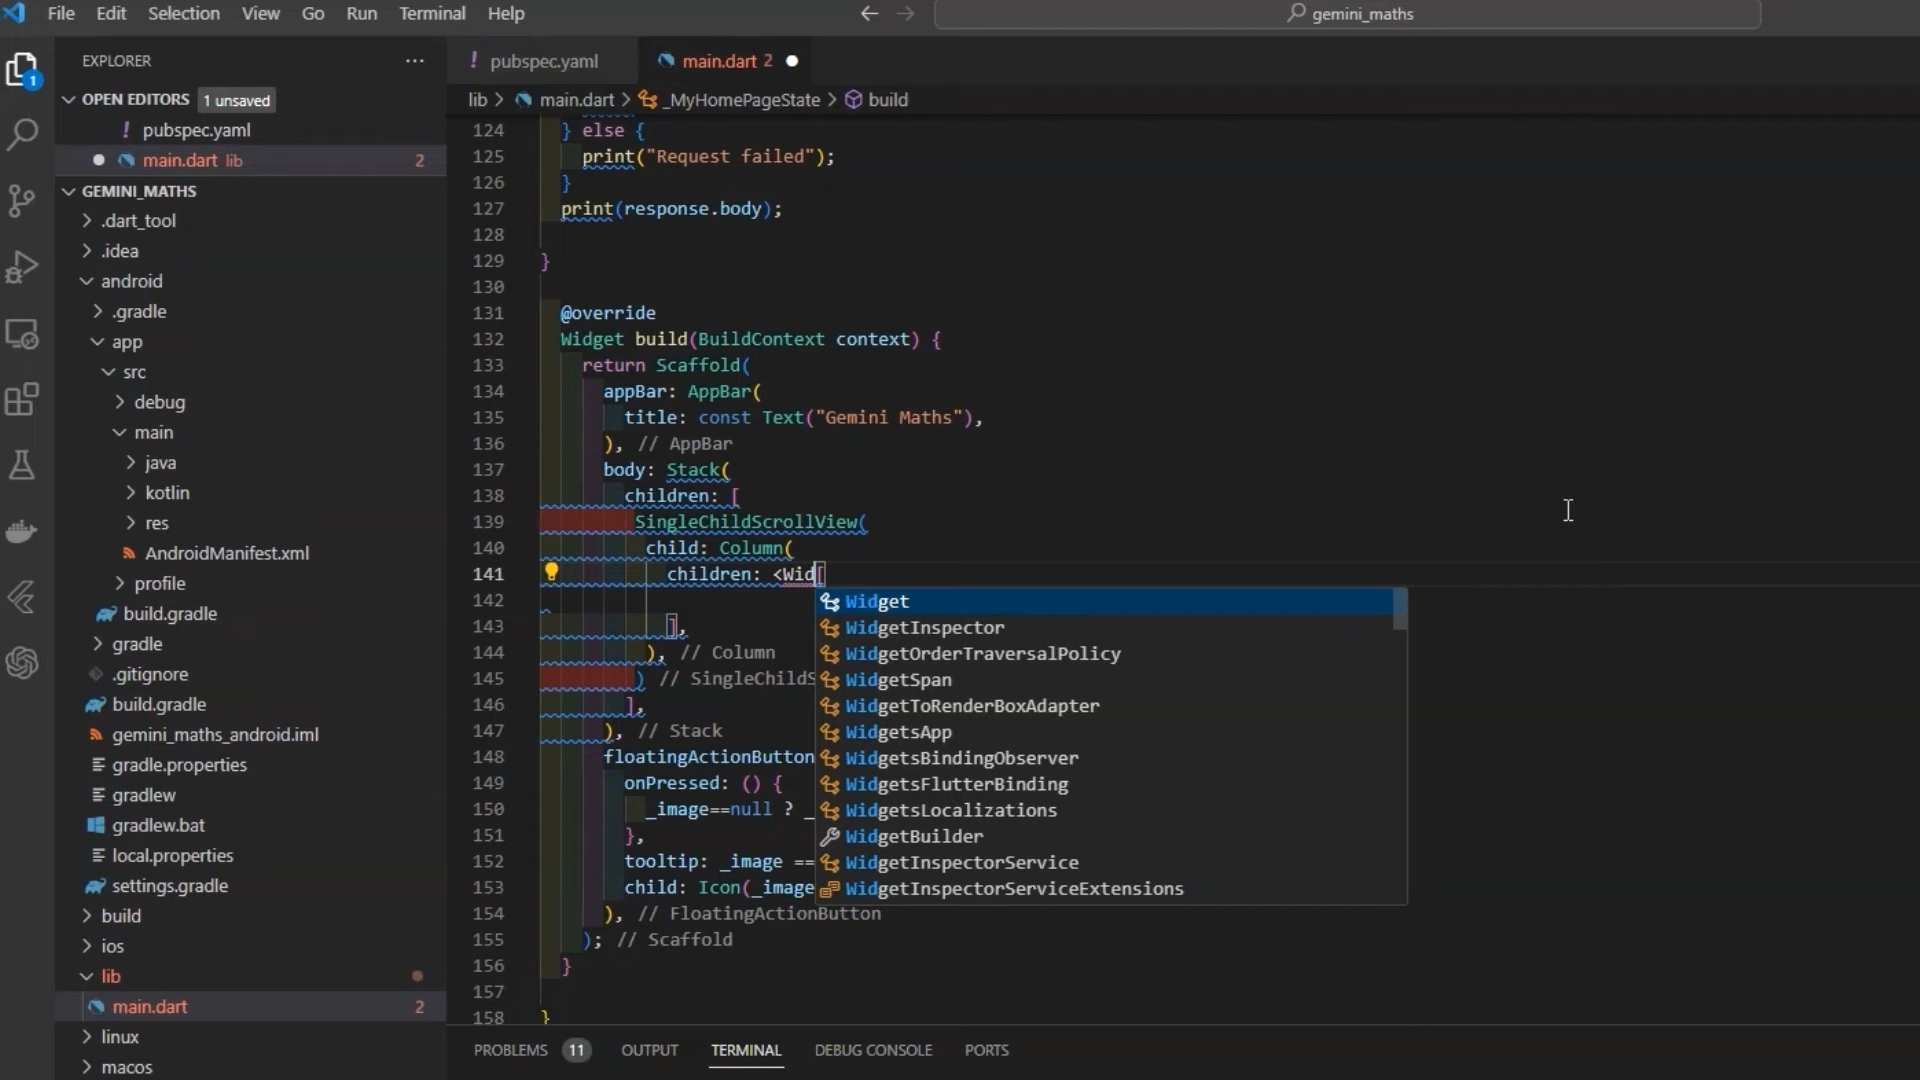 File Edit Selection View Go Run Terminal Help
gemini_maths
1
EXPLORER
OPEN EDITORS 1 unsaved
! pubspec.yaml
main.dart lib 2
GEMINI_MATHS
.dart_tool
.idea
android
.gradle
app
src
debug
main
java
kotlin
res
AndroidManifest.xml
profile
build.gradle
gradle
.gitignore
build.gradle
gemini_maths_android.iml
gradle.properties
gradlew
gradlew.bat
local.properties
settings.gradle
build
ios
lib
main.dart 2
linux
macos
! pubspec.yaml
main.dart 2
lib > main.dart > _MyHomePageState > build
124 } else {
125 print("Request failed");
126 }
127 print(response.body);
128
129 }
130
131 @override
132 Widget build(BuildContext context) {
133 return Scaffold(
134 appBar: AppBar(
135 title: const Text("Gemini Maths"),
136 ), // AppBar
137 body: Stack(
138 children: [
139 SingleChildScrollView(
140 child: Column(
141 children: <Wid[
142
143 ],
144 ), // Column
145 ) // SingleChildS
146 ],
147 ), // Stack
148 floatingActionButton
149 onPressed: () {
150 _image==null ? _
151 },
152 tooltip: _image ==
153 child: Icon(_image
154 ), // FloatingActionButton
155 ); // Scaffold
156 }
157
158 }
Widget
WidgetInspector
WidgetOrderTraversalPolicy
WidgetSpan
WidgetToRenderBoxAdapter
WidgetsApp
WidgetsBindingObserver
WidgetsFlutterBinding
WidgetsLocalizations
WidgetBuilder
WidgetInspectorService
WidgetInspectorServiceExtensions
PROBLEMS 11 OUTPUT TERMINAL DEBUG CONSOLE PORTS